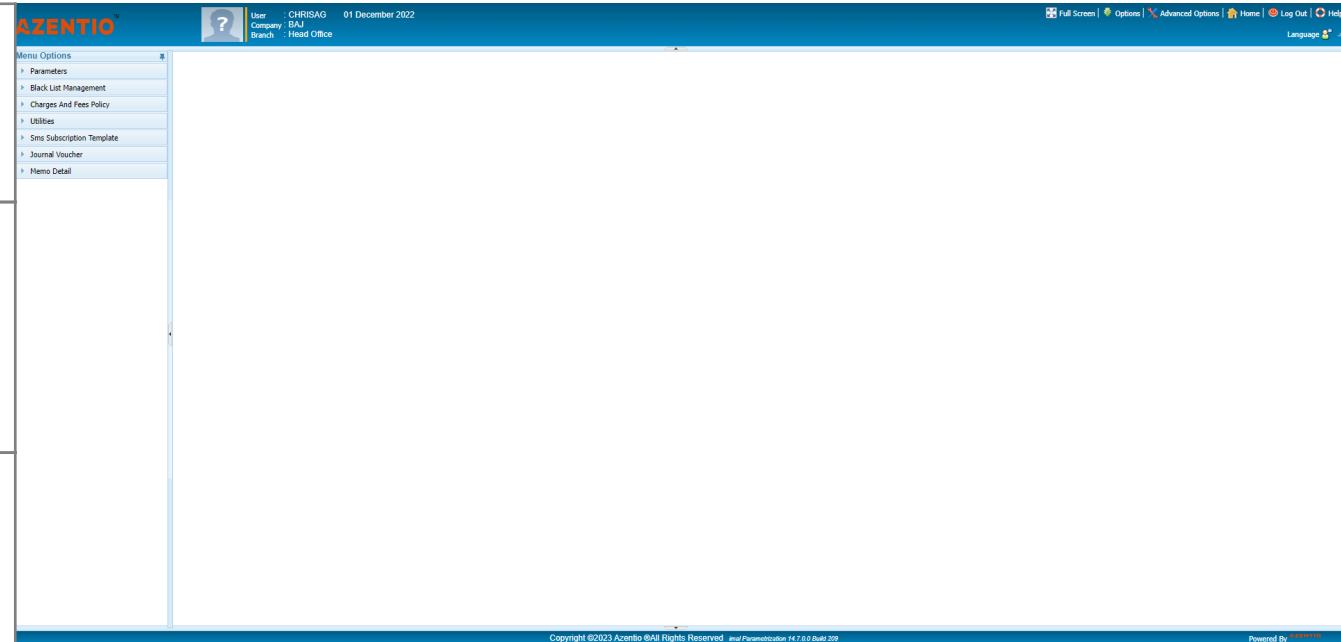 AZENTIO™
User : CHRISAG 01 December 2022
Company : BAJ
Branch : Head Office
Full Screen | Options | Advanced Options | Home | Log Out | Help
Language
Menu Options
Parameters
Black List Management
Charges And Fees Policy
Utilities
Sms Subscription Template
Journal Voucher
Memo Detail
Copyright ©2023 Azentio ®All Rights Reserved imal Parametrization 14.7.0.0 Build 209
Powered By AZENTIO